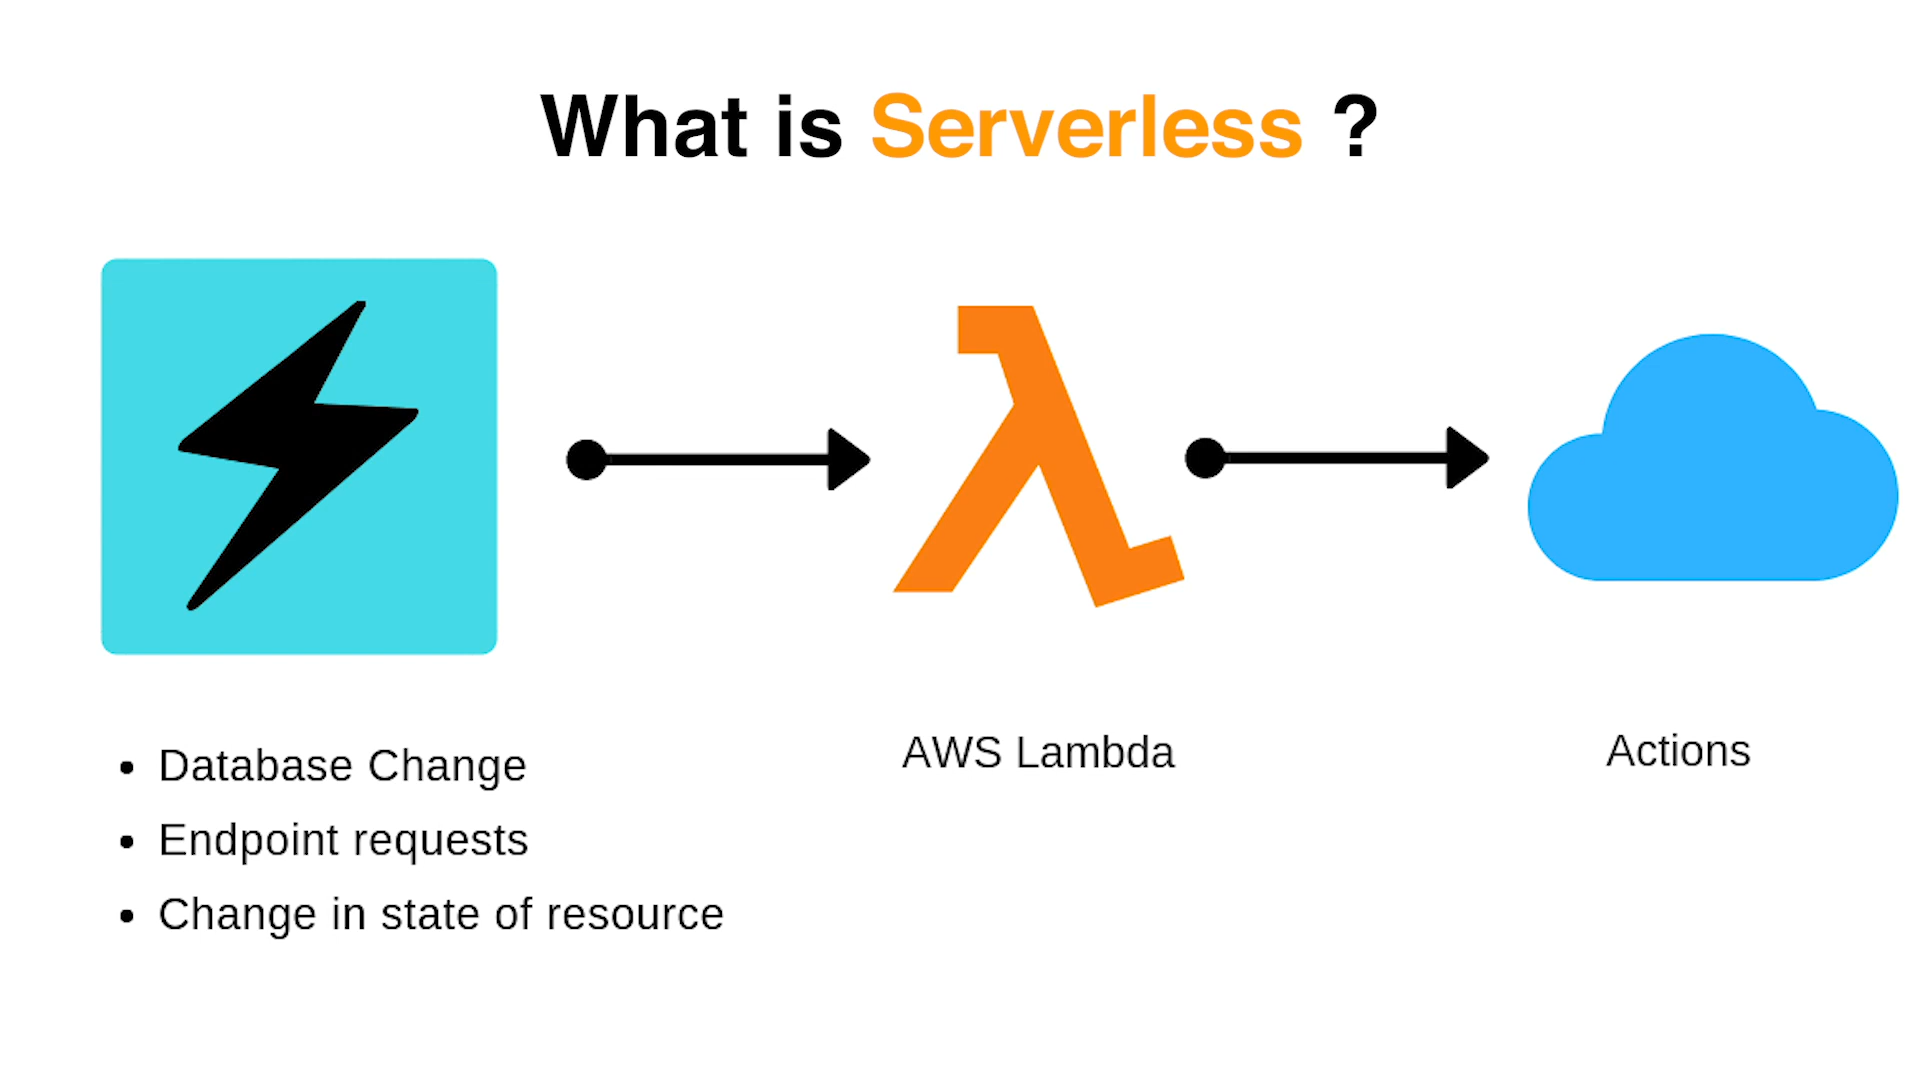 What is Serverless ?
• Database Change
• Endpoint requests
• Change in state of resource
AWS Lambda
Actions